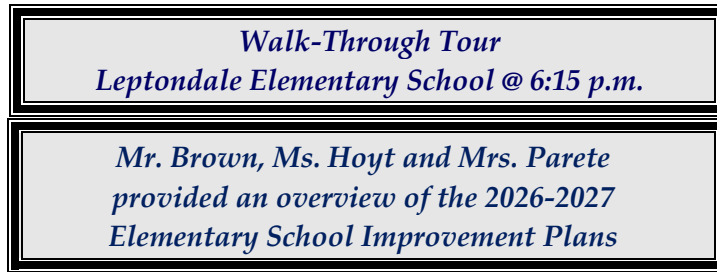 Walk-Through Tour
Leptondale Elementary School @ 6:15 p.m.
Mr. Brown, Ms. Hoyt and Mrs. Parete
provided an overview of the 2026-2027
Elementary School Improvement Plans